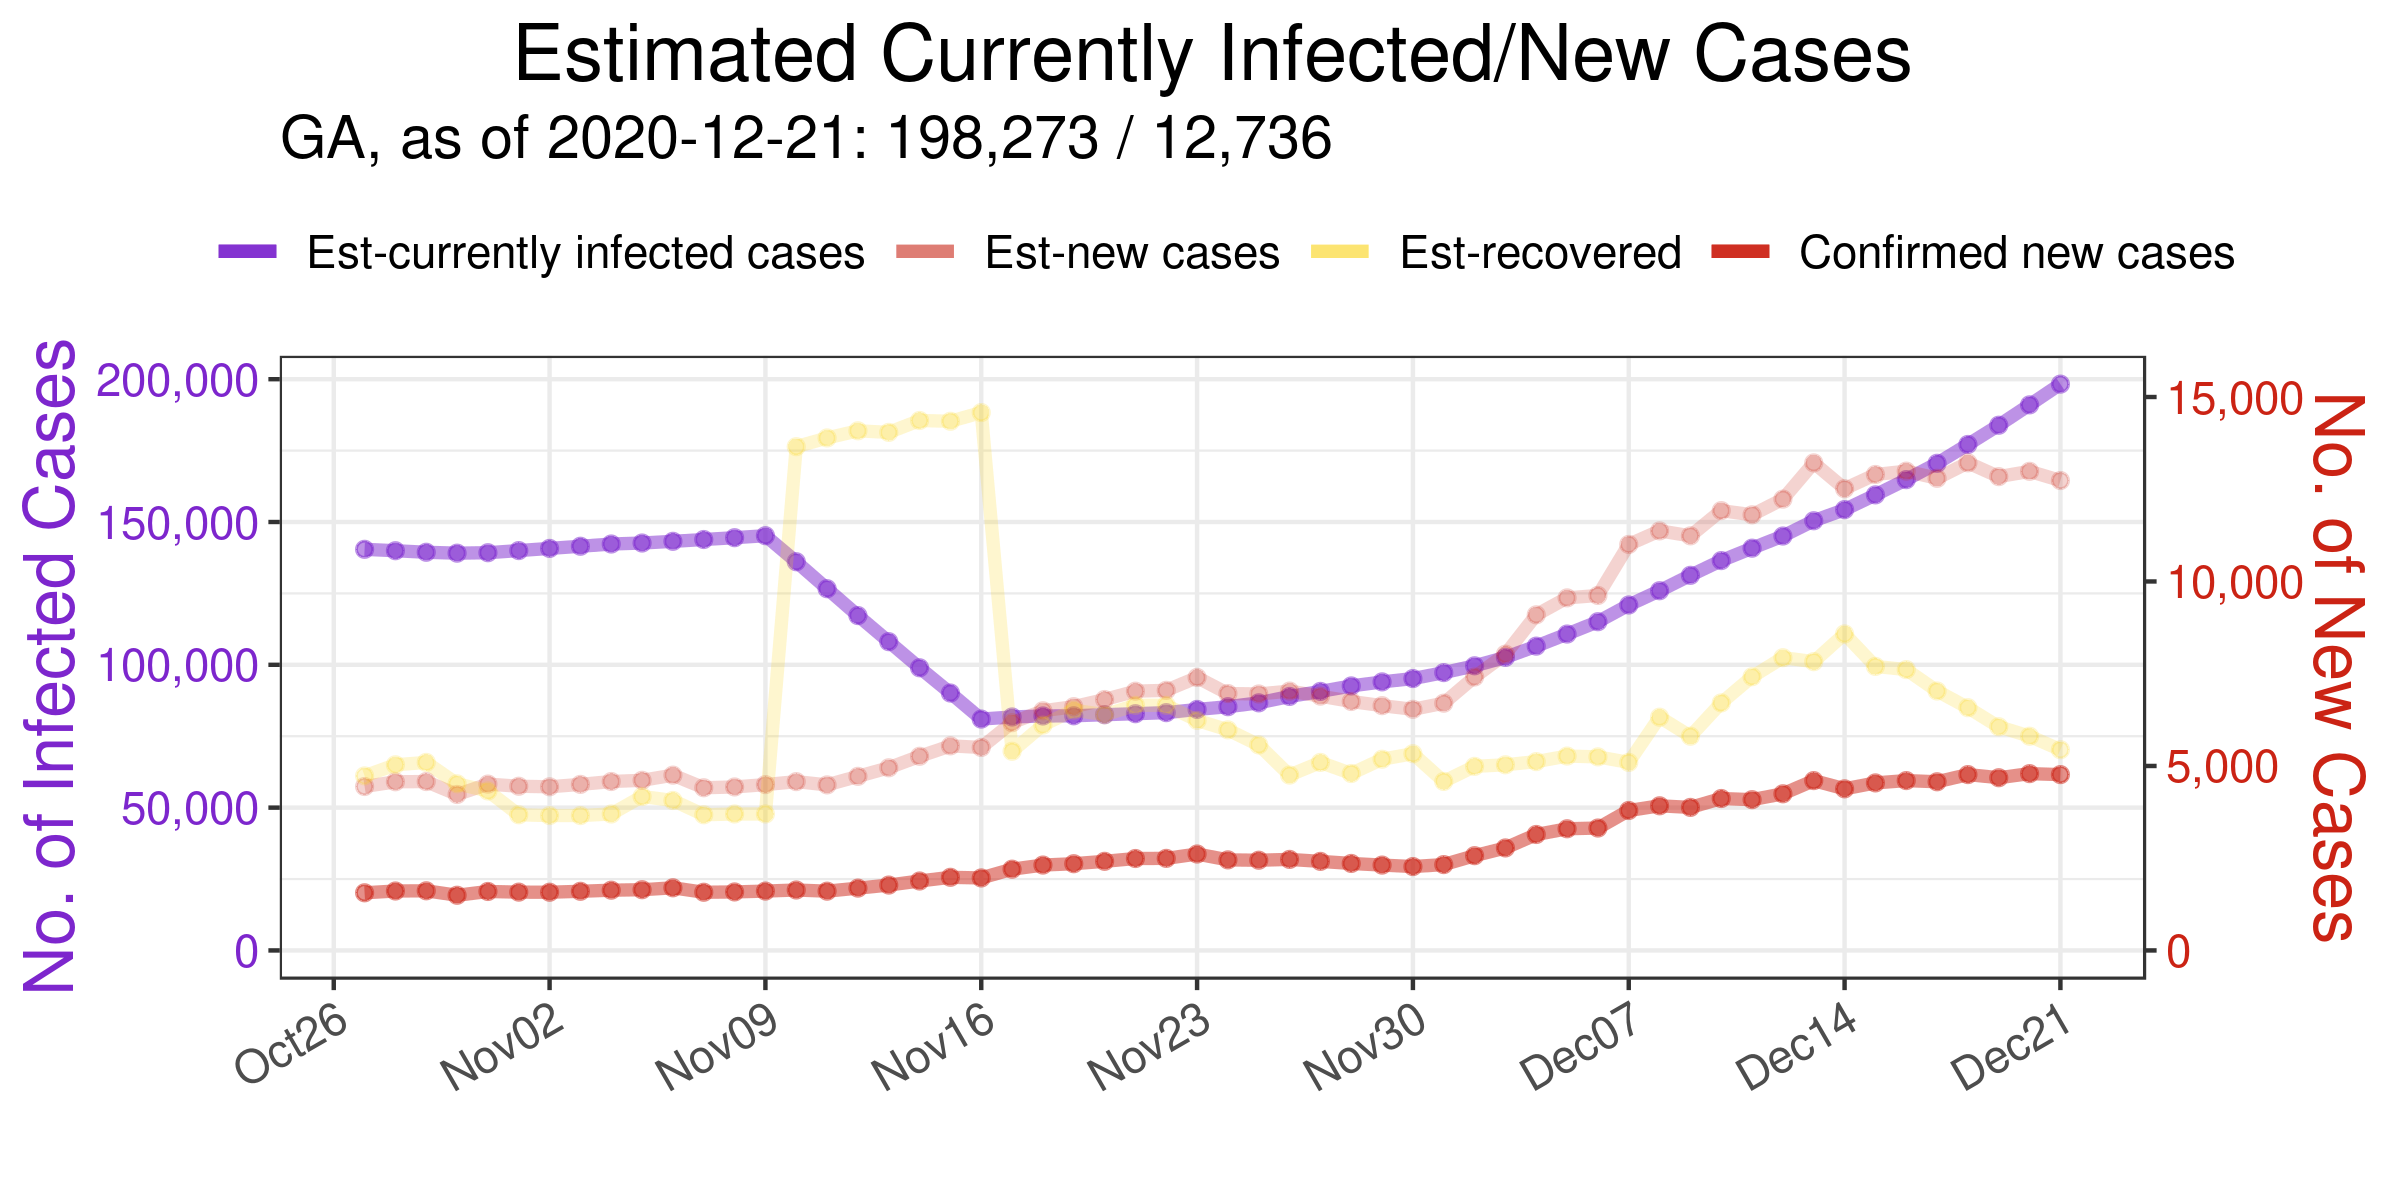 Estimated Currently Infected/New Cases
GA, as of 2020-12-21: 198,273 / 12,736
Est-currently infected cases Est-new cases Est-recovered Confirmed new cases
No. of Infected Cases
200,000
150,000
100,000
50,000
0
15,000
10,000
5,000
0
No. of New Cases
Oct26 Nov02 Nov09 Nov16 Nov23 Nov30 Dec07 Dec14 Dec21